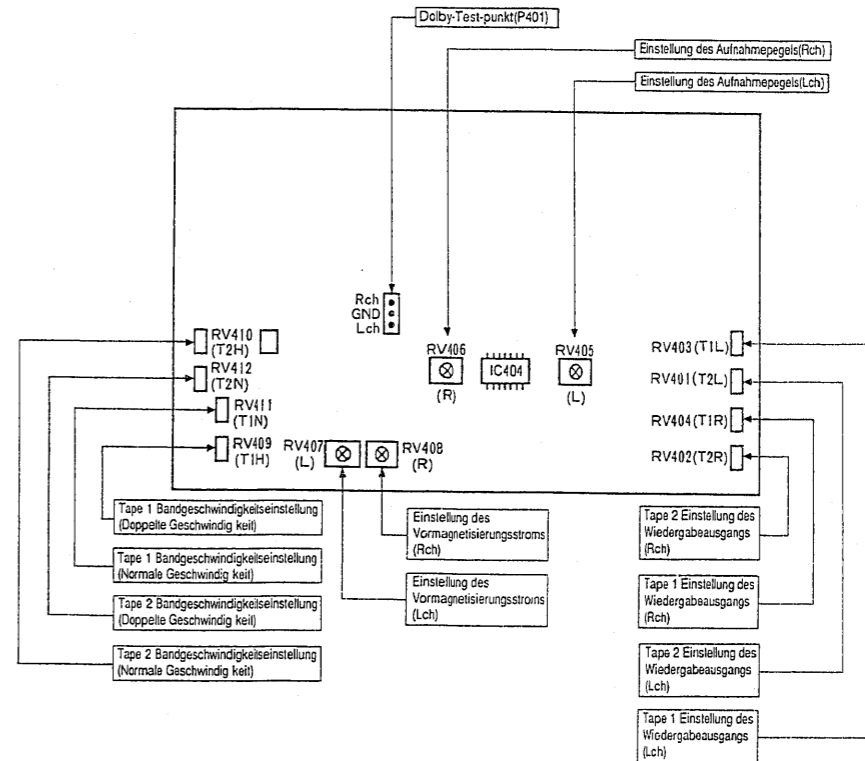 Dolby-Test-punkt(P401)
Einstellung des Aufnahmepegels(Rch)
Einstellung des Aufnahmepegels(Lch)
Rch
GND
Lch
RV410
(T2H)
RV412
(T2N)
RV411
(T1N)
RV409
(T1H)
RV406
(R)
IC404
RV405
(L)
RV407
(L)
RV408
(R)
RV403(T1L)
RV401(T2L)
RV404(T1R)
RV402(T2R)
Tape 1 Bandgeschwindigkeitseinstellung
(Doppelte Geschwindig keit)
Tape 1 Bandgeschwindigkeitseinstellung
(Normale Geschwindig keit)
Tape 2 Bandgeschwindigkeitseinstellung
(Doppelte Geschwindig keit)
Tape 2 Bandgeschwindigkeitseinstellung
(Normale Geschwindig keit)
Einstellung des
Vormagnetisierungsstroms
(Rch)
Einstellung des
Vormagnetisierungsstroms
(Lch)
Tape 2 Einstellung des
Wiedergabeausgangs
(Rch)
Tape 1 Einstellung des
Wiedergabeausgangs
(Rch)
Tape 2 Einstellung des
Wiedergabeausgangs
(Lch)
Tape 1 Einstellung des
Wiedergabeausgangs
(Lch)